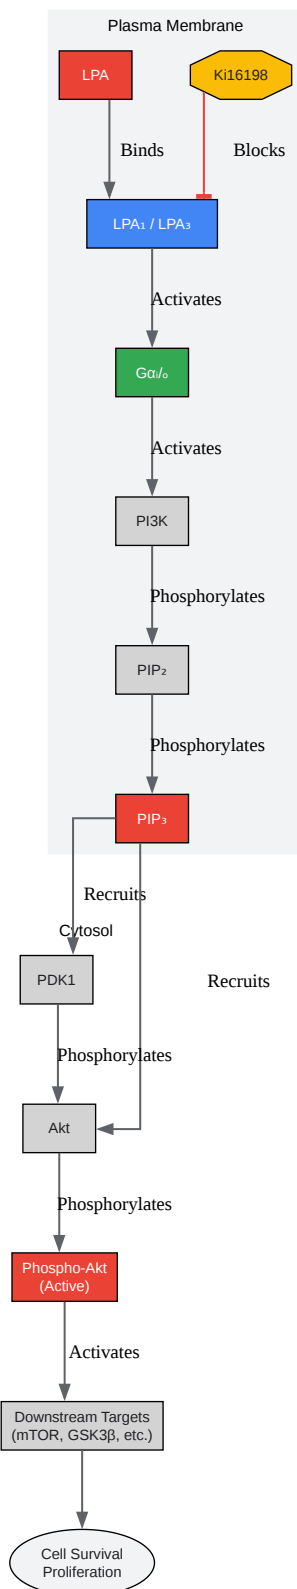 Plasma Membrane
LPA
Ki16198
Binds
Blocks
LPA₁ / LPA₃
Activates
Gαᵢ/ₒ
Activates
PI3K
Phosphorylates
PIP₂
Phosphorylates
PIP₃
Recruits
Cytosol
PDK1
Recruits
Phosphorylates
Akt
Phosphorylates
Phospho-Akt
(Active)
Activates
Downstream Targets
(mTOR, GSK3β, etc.)
Cell Survival
Proliferation